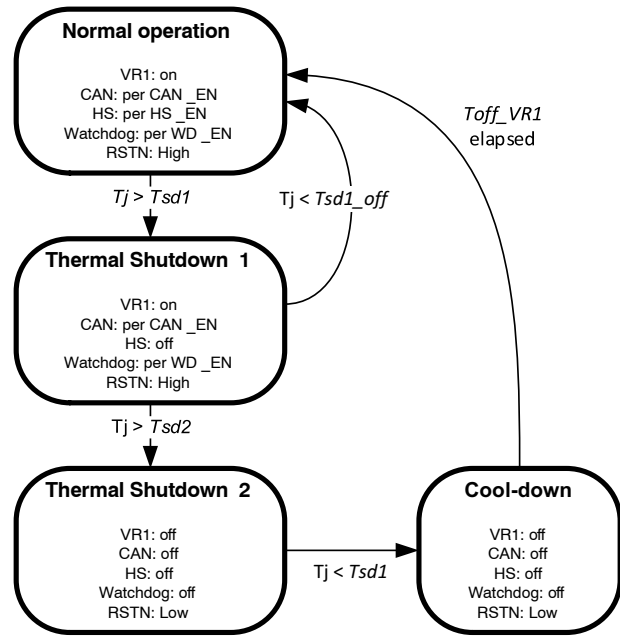 Normal operation
VR1: on
CAN: per CAN _EN
HS: per HS _EN
Watchdog: per WD _EN
RSTN: High
Toff_VR1
elapsed
Tj > Tsd1
Tj < Tsd1_off
Thermal Shutdown 1
VR1: on
CAN: per CAN _EN
HS: off
Watchdog: per WD _EN
RSTN: High
Tj > Tsd2
Thermal Shutdown 2
VR1: off
CAN: off
HS: off
Watchdog: off
RSTN: Low
Tj < Tsd1
Cool-down
VR1: off
CAN: off
HS: off
Watchdog: off
RSTN: Low